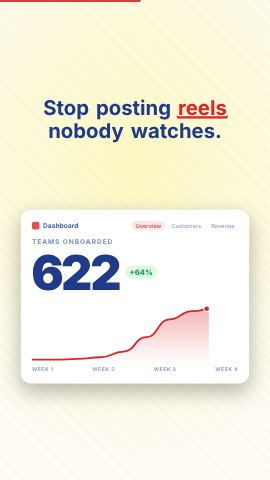 Stop posting reels
nobody watches.
Dashboard
Overview Customers Revenue
TEAMS ONBOARDED
622 +64%
WEEK 1 WEEK 2 WEEK 3 WEEK 4